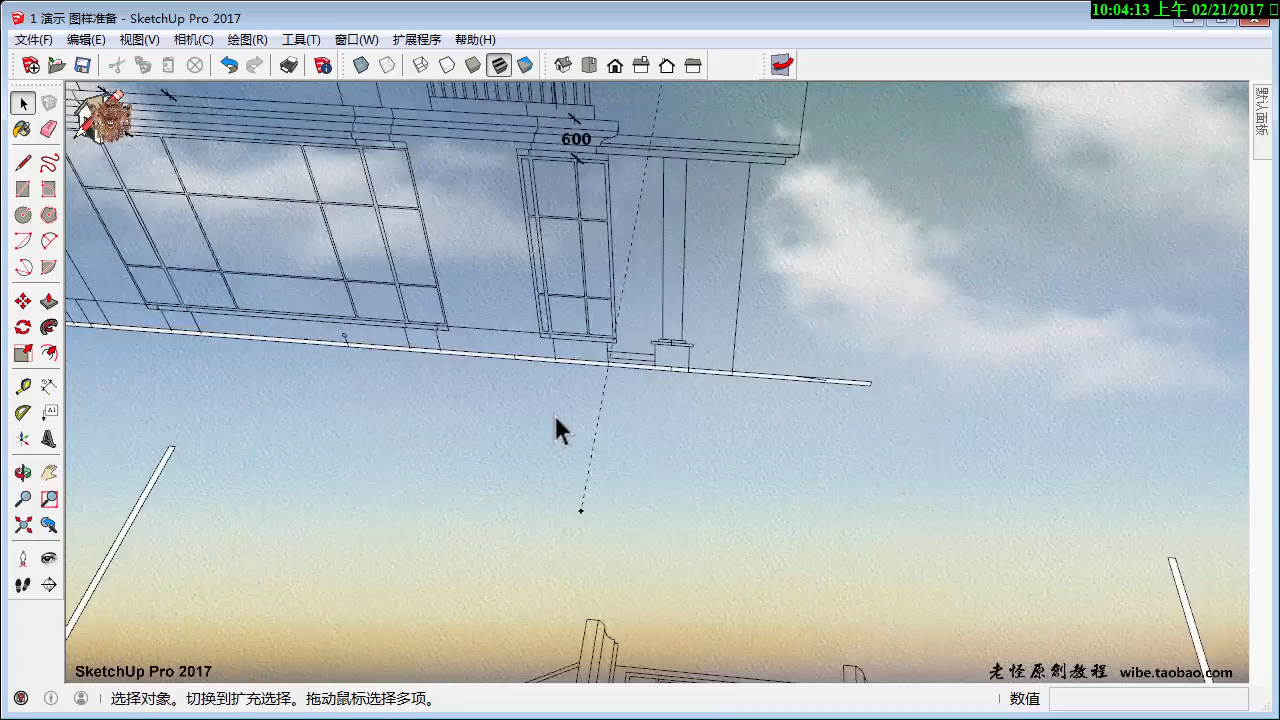 1 演示 图样准备 - SketchUp Pro 2017
10:04:13 上午 02/21/2017
文件(F) 编辑(E) 视图(V) 相机(C) 绘图(R) 工具(T) 窗口(W) 扩展程序 帮助(H)
默认面板
600
A1
SketchUp Pro 2017
老怪原創教程 wibe.taobao.com
选择对象。切换到扩充选择。拖动鼠标选择多项。
数值